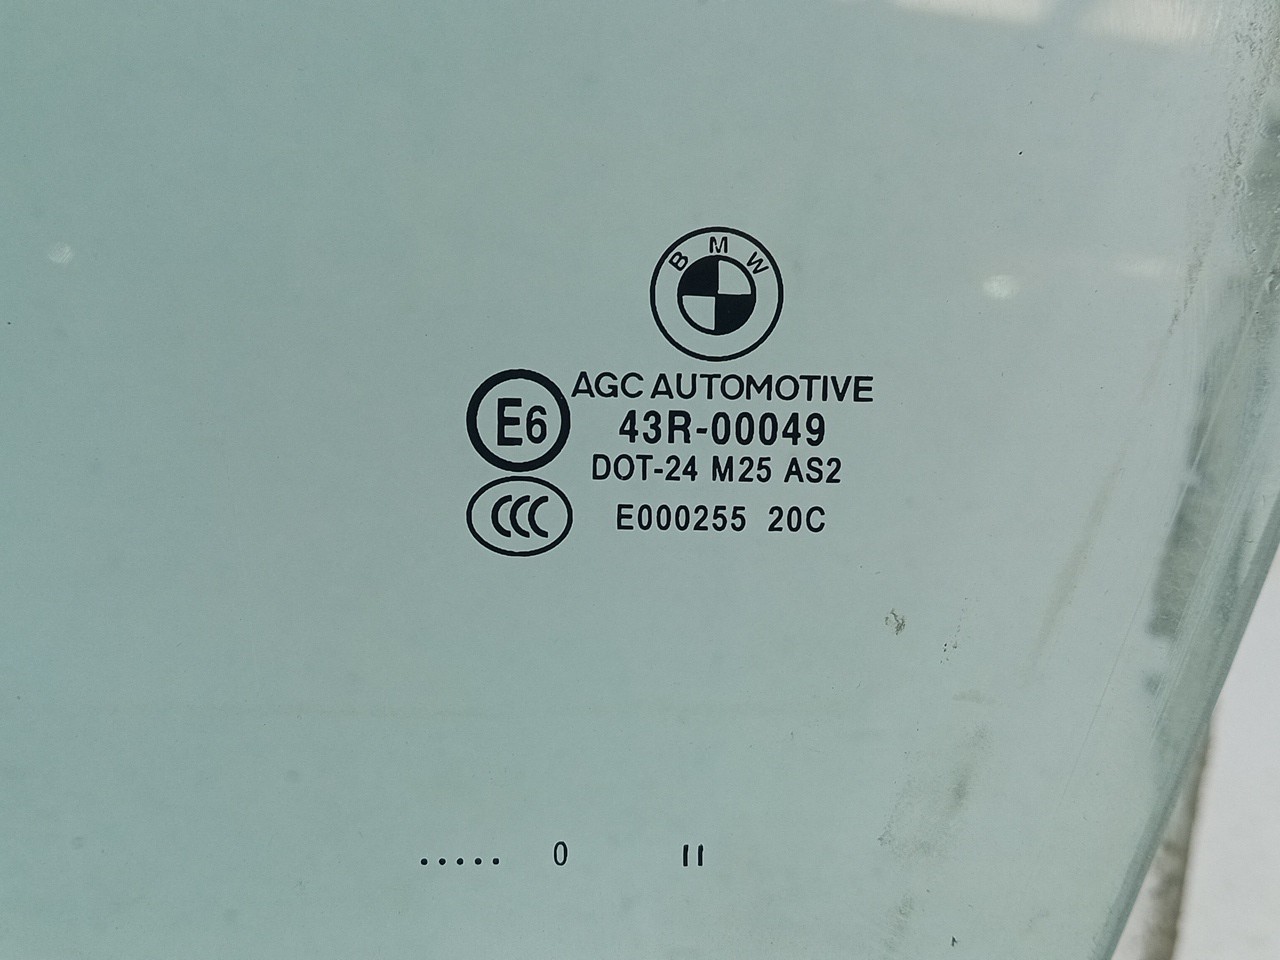 BMW
AGC AUTOMOTIVE
E6
43R-00049
DOT-24 M25 AS2
CCC
E000255 20C
..... 0 II